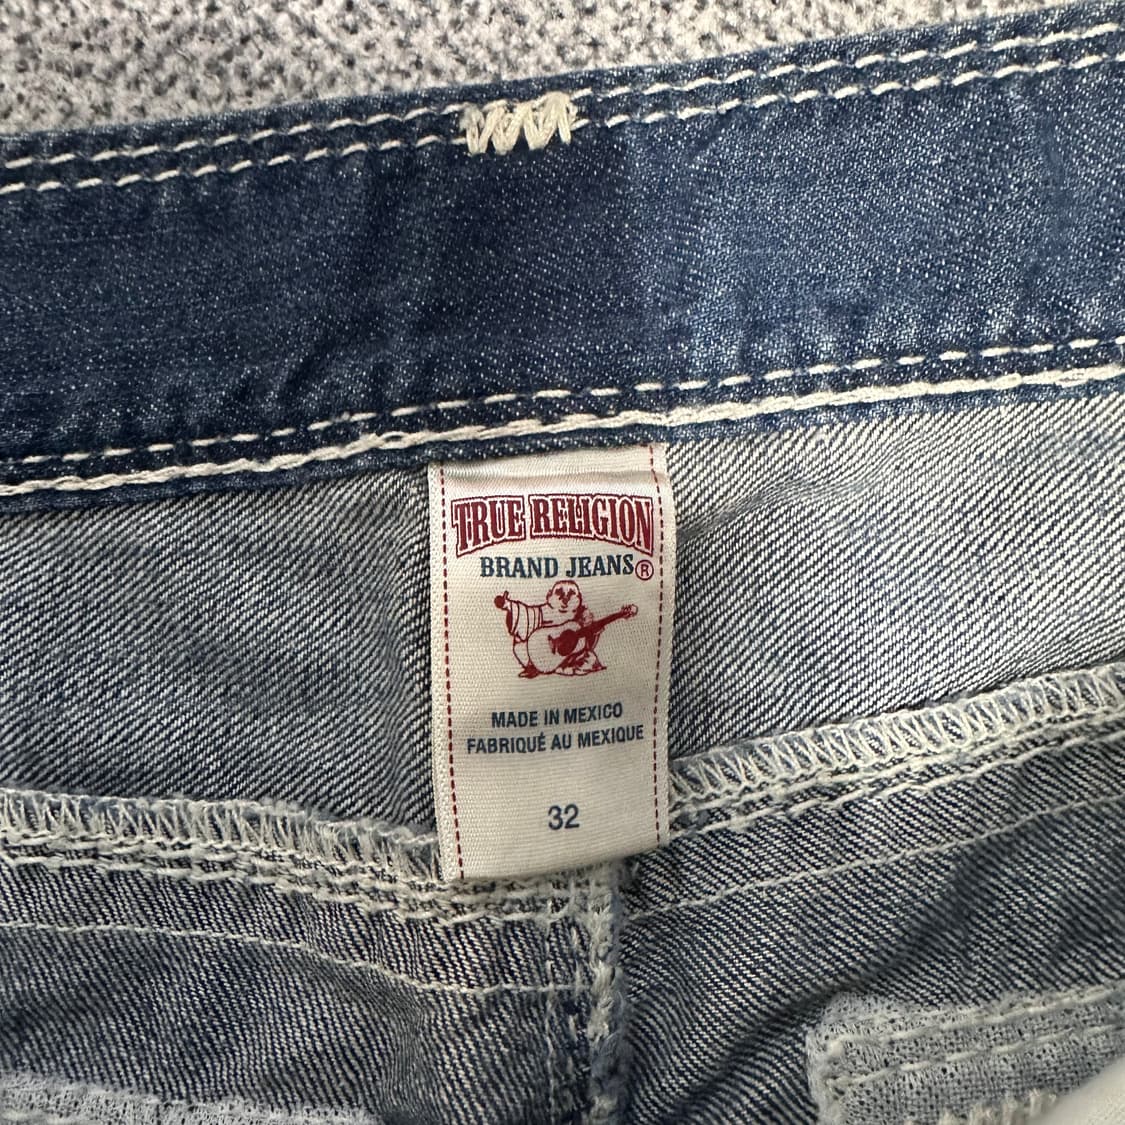 TRUE RELIGION
BRAND JEANS®
MADE IN MEXICO
FABRIQUÉ AU MEXIQUE
32